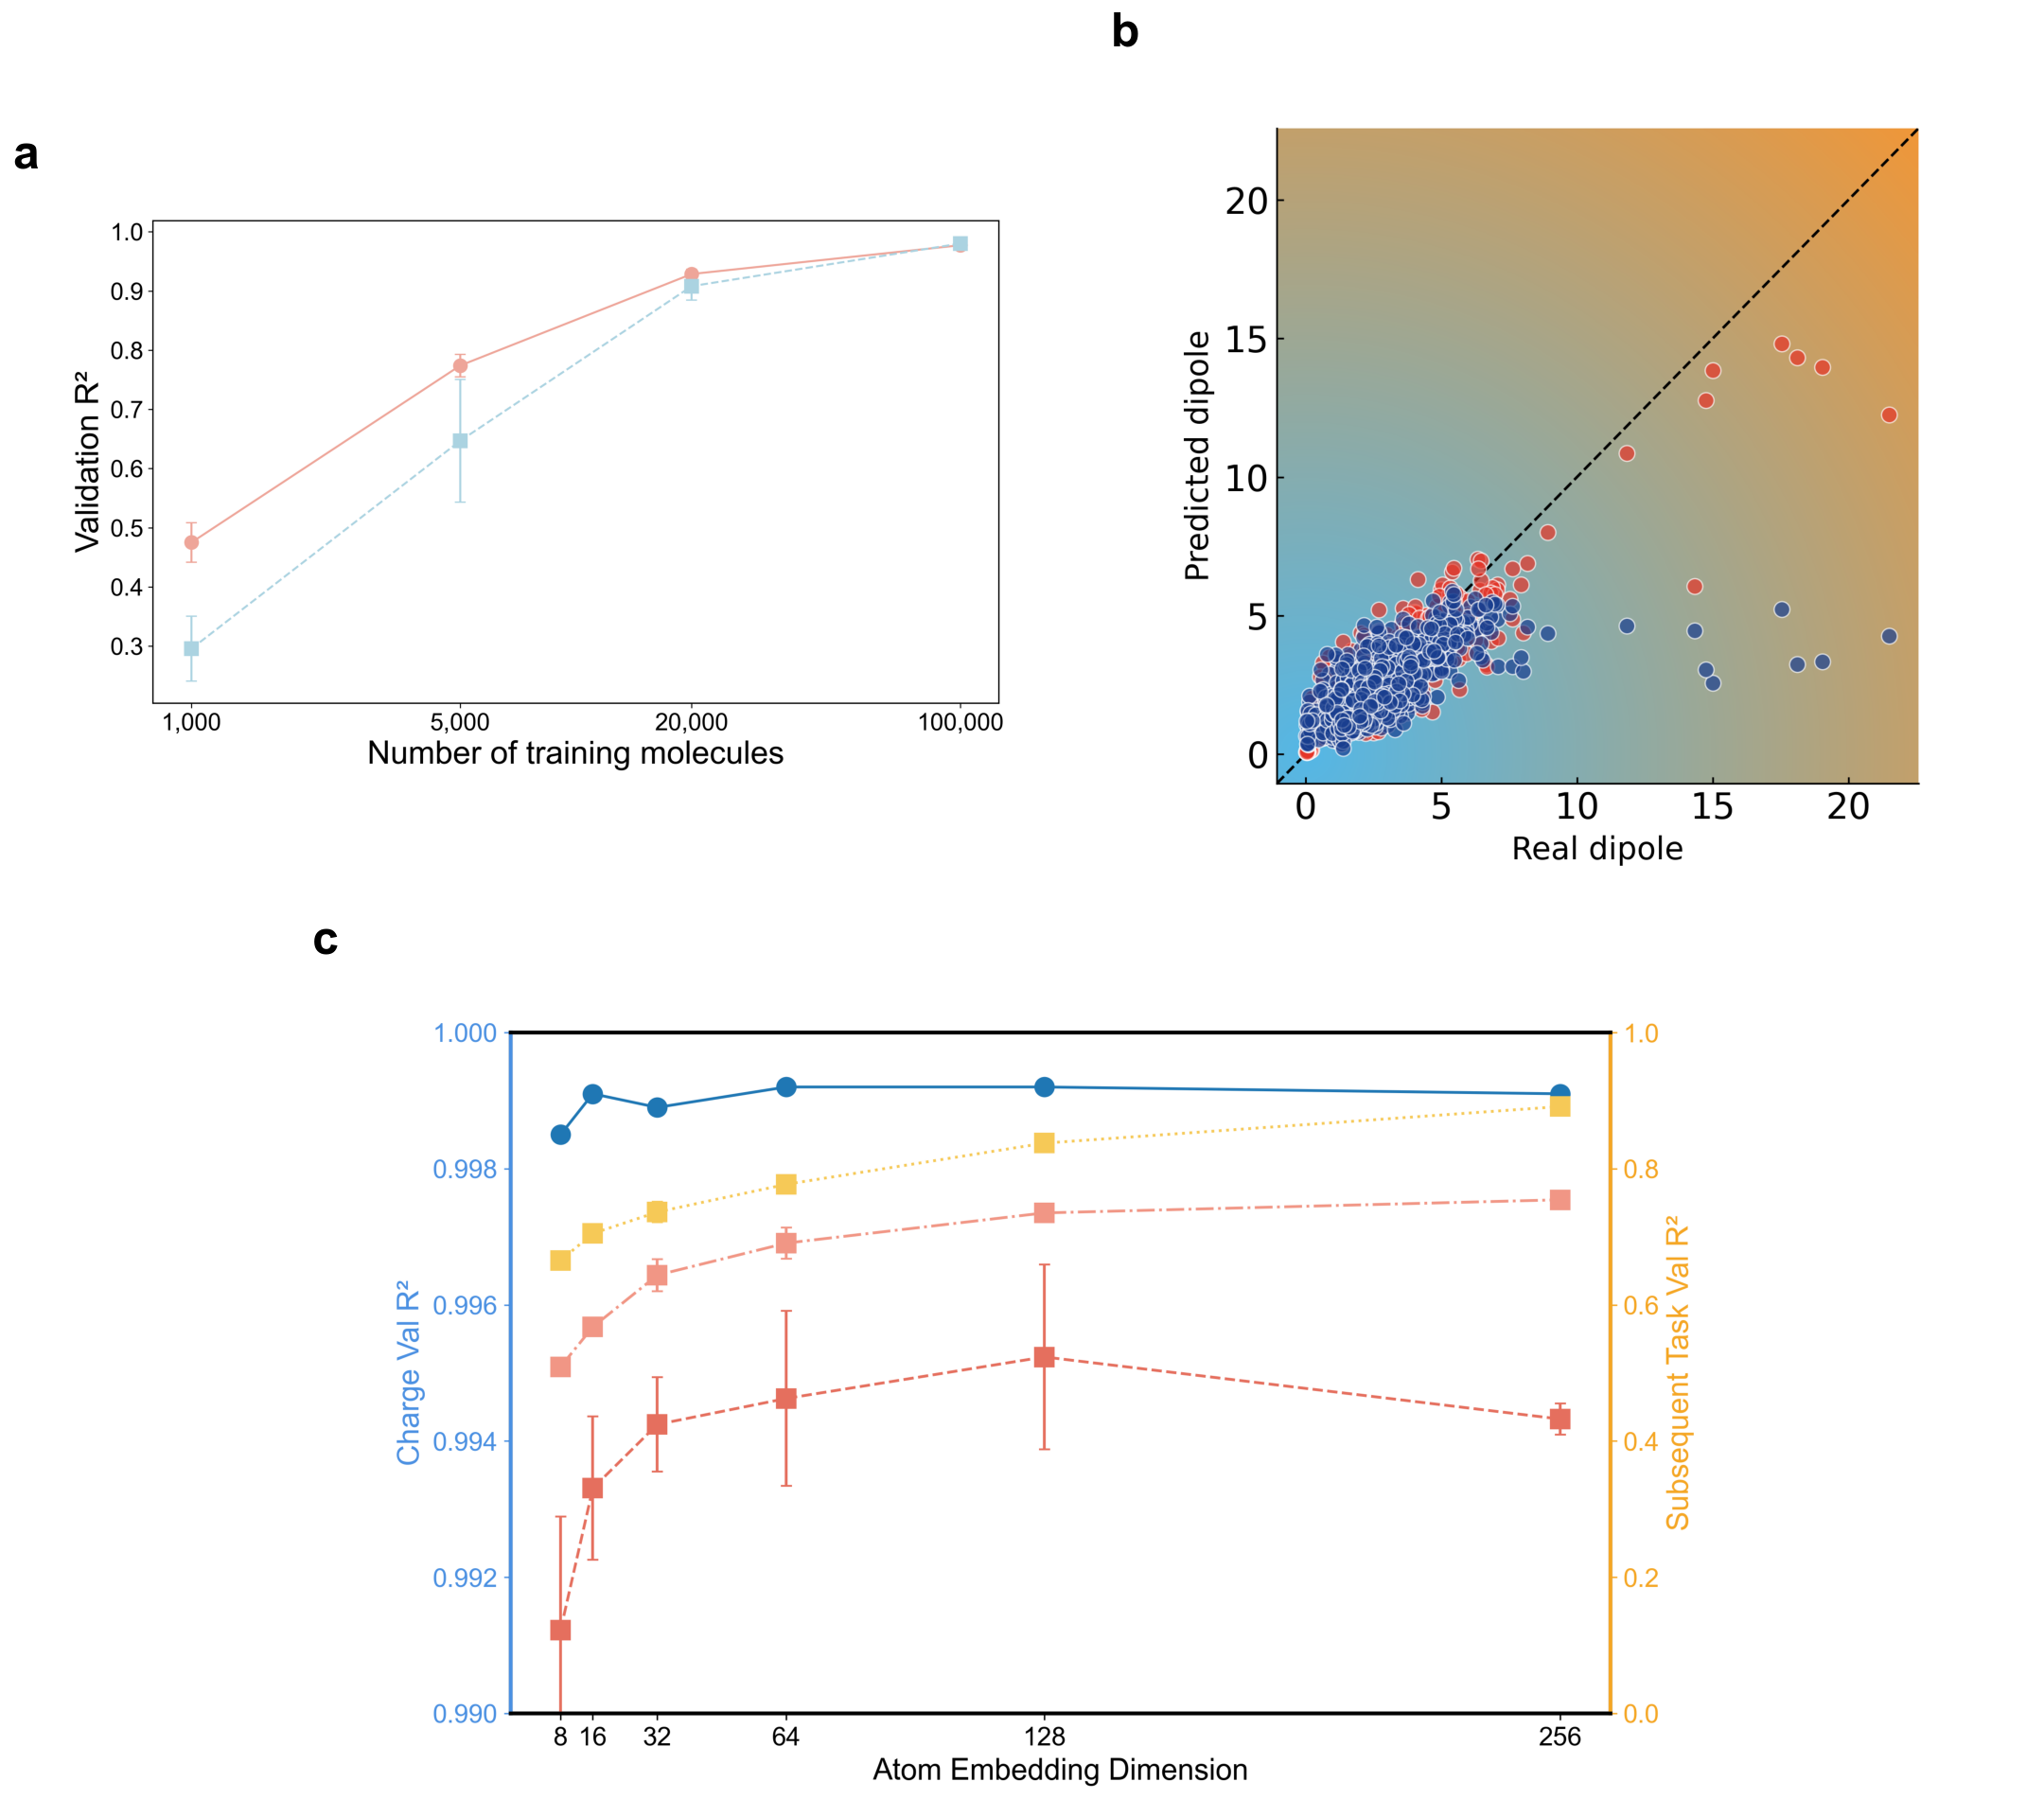 a
1.0
0.9
0.8
0.7
0.6
0.5
0.4
0.3
Validation R²
1,000 5,000 20,000 100,000
Number of training molecules
b
20
15
10
5
0
Predicted dipole
0 5 10 15 20
Real dipole
c
1.000
0.998
0.996
0.994
0.992
0.990
Charge Val R²
1.0
0.8
0.6
0.4
0.2
0.0
Subsequent Task Val R²
8 16 32 64 128 256
Atom Embedding Dimension